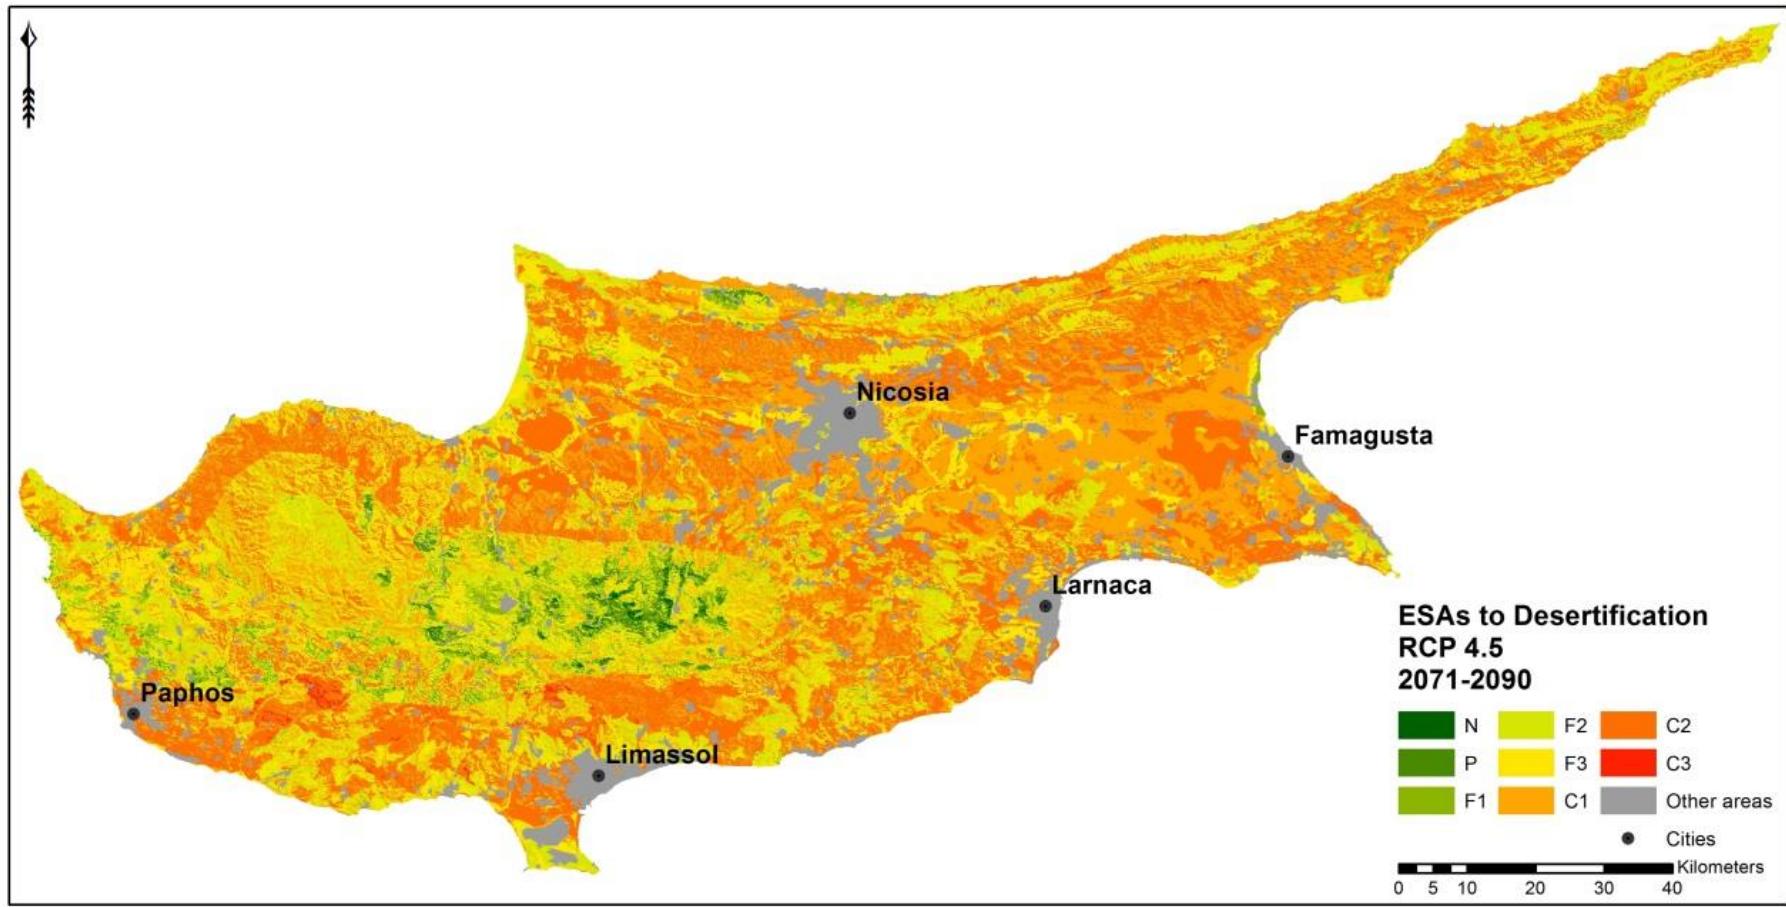 Nicosia
Famagusta
Larnaca
Paphos
Limassol
ESAs to Desertification
RCP 4.5
2071-2090
N F2 C2
P F3 C3
F1 C1 Other areas
Cities
Kilometers
0 5 10 20 30 40